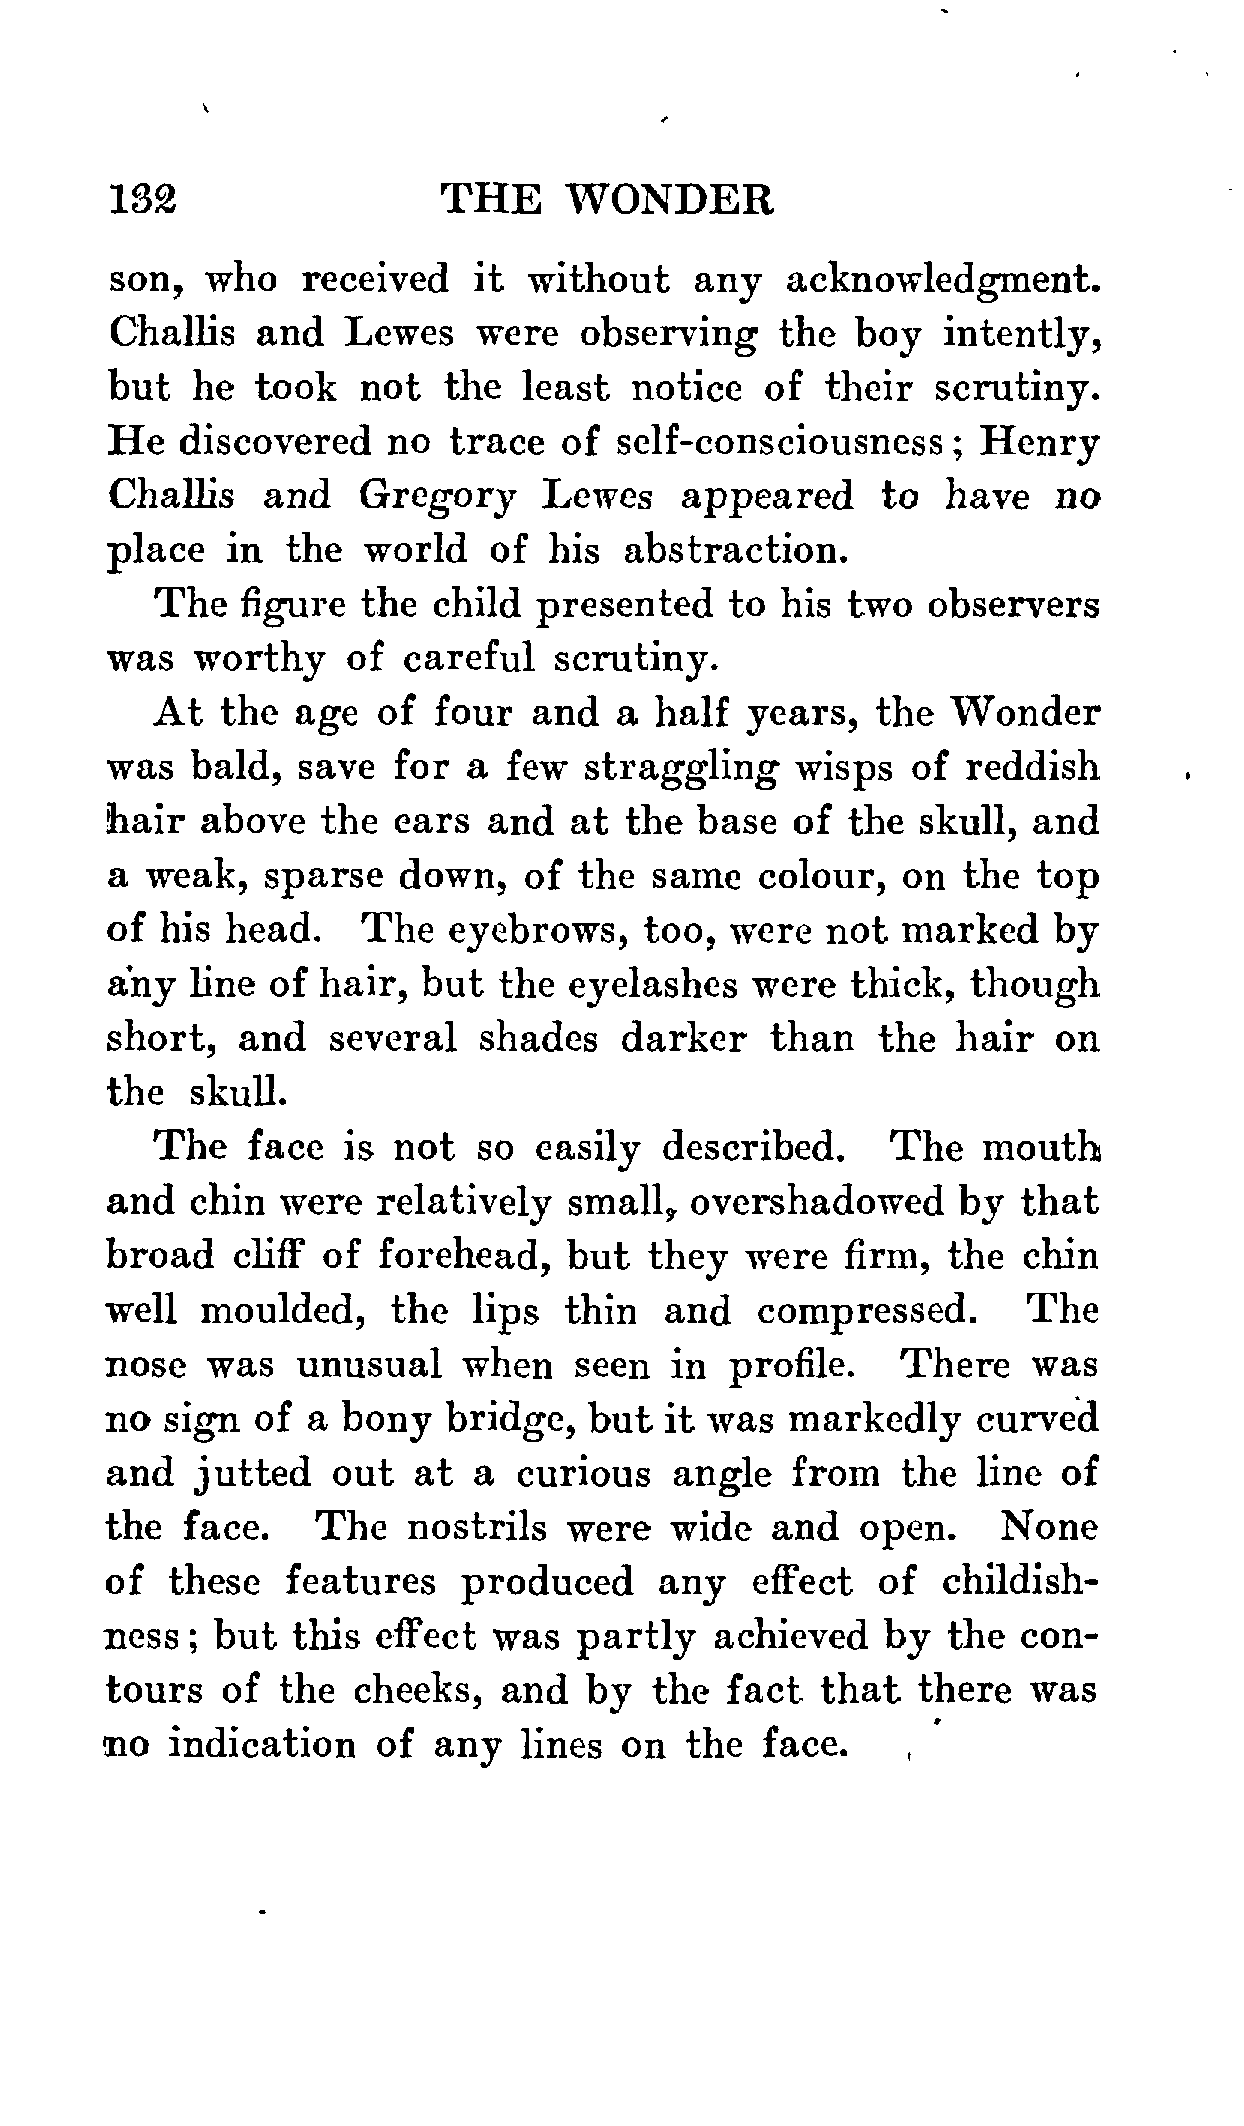 132 THE WONDER
son, who received it without any acknowledgment.
Challis and Lewes were observing the boy intently,
but he took not the least notice of their scrutiny.
He discovered no trace of self-consciousness; Henry
Challis and Gregory Lewes appeared to have no
place in the world of his abstraction.
The figure the child presented to his two observers
was worthy of careful scrutiny.
At the age of four and a half years, the Wonder
was bald, save for a few straggling wisps of reddish
hair above the ears and at the base of the skull, and
a weak, sparse down, of the same colour, on the top
of his head. The eyebrows, too, were not marked by
any line of hair, but the eyelashes were thick, though
short, and several shades darker than the hair on
the skull.
The face is not so easily described. The mouth
and chin were relatively small, overshadowed by that
broad cliff of forehead, but they were firm, the chin
well moulded, the lips thin and compressed. The
nose was unusual when seen in profile. There was
no sign of a bony bridge, but it was markedly curved
and jutted out at a curious angle from the line of
the face. The nostrils were wide and open. None
of these features produced any effect of childish-
ness; but this effect was partly achieved by the con-
tours of the cheeks, and by the fact that there was
no indication of any lines on the face.